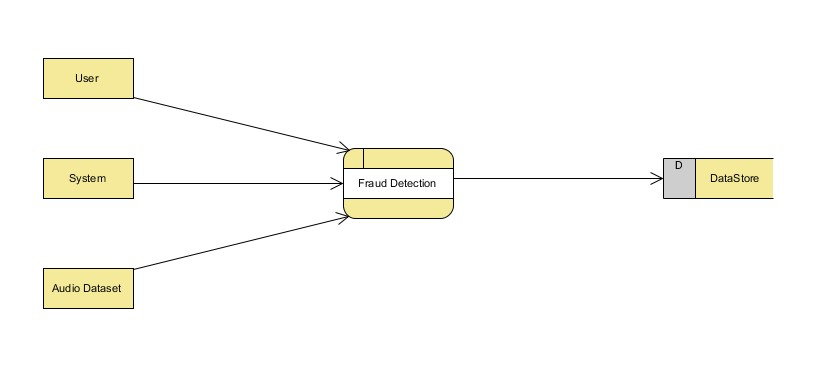 User
System
Fraud Detection
D
DataStore
Audio Dataset